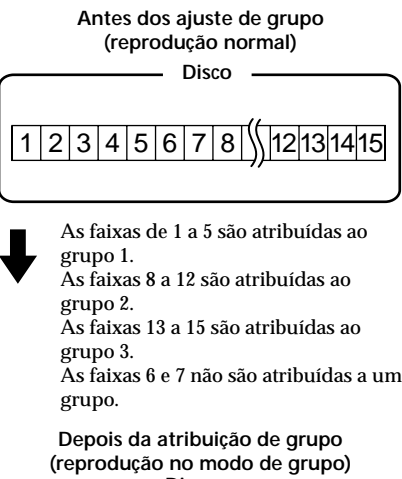 Antes dos ajuste de grupo
(reprodução normal)
Disco
1 2 3 4 5 6 7 8 12 13 14 15
As faixas de 1 a 5 são atribuídas ao
grupo 1.
As faixas 8 a 12 são atribuídas ao
grupo 2.
As faixas 13 a 15 são atribuídas ao
grupo 3.
As faixas 6 e 7 não são atribuídas a um
grupo.
Depois da atribuição de grupo
(reprodução no modo de grupo)